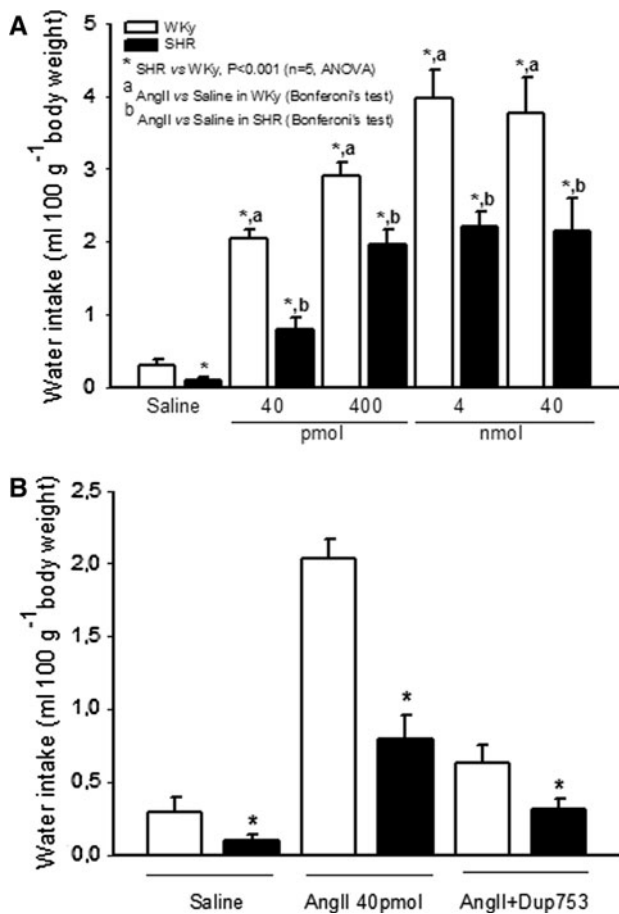 A
WKy
SHR
* SHR vs WKy, P<0.001 (n=5, ANOVA)
a AngII vs Saline in WKy (Bonferoni's test)
b AngII vs Saline in SHR (Bonferoni's test)
Water intake (ml 100 g -1 body weight)
5
4
3
2
1
0
*
*,a
*,b
*,a
*,b
*,a
*,b
*,a
*,b
Saline 40 400 4 40
pmol nmol
B
Water intake (ml 100 g -1 body weight)
2,5
2,0
1,5
1,0
0,5
0,0
*
*
*
Saline AngII 40pmol AngII+Dup753